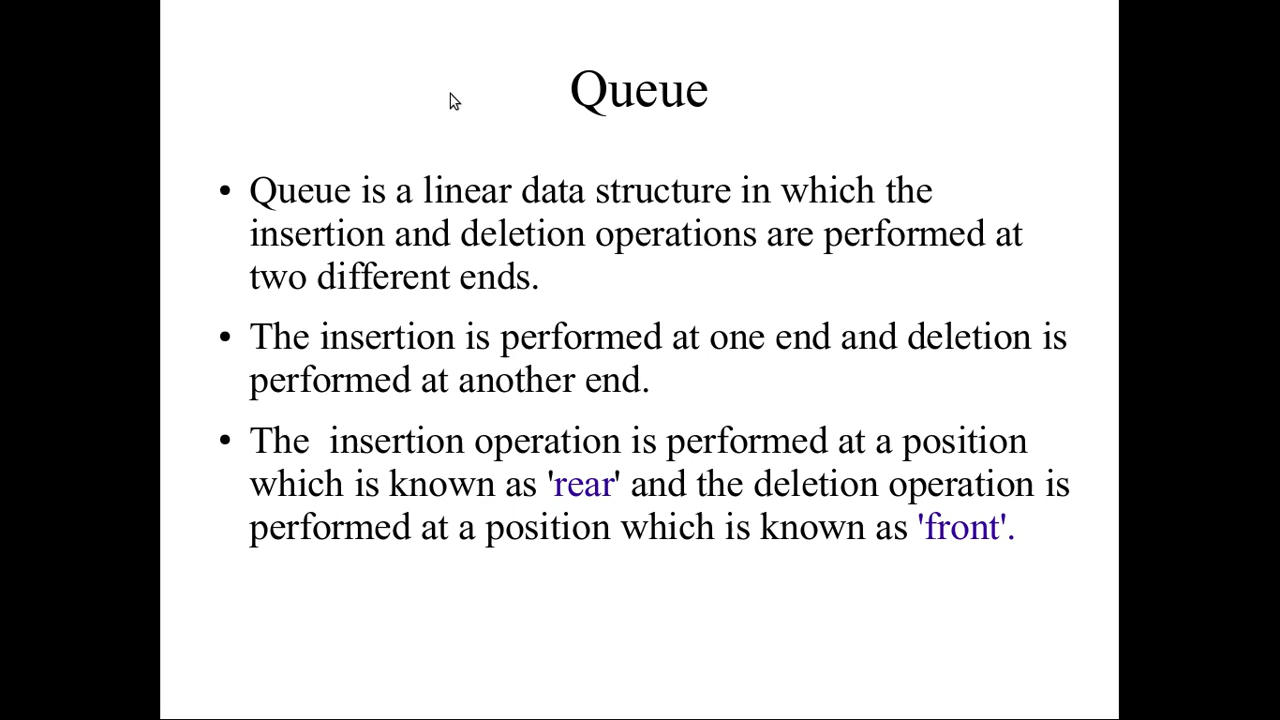 Queue
• Queue is a linear data structure in which the
insertion and deletion operations are performed at
two different ends.
• The insertion is performed at one end and deletion is
performed at another end.
• The  insertion operation is performed at a position
which is known as 'rear' and the deletion operation is
performed at a position which is known as 'front'.